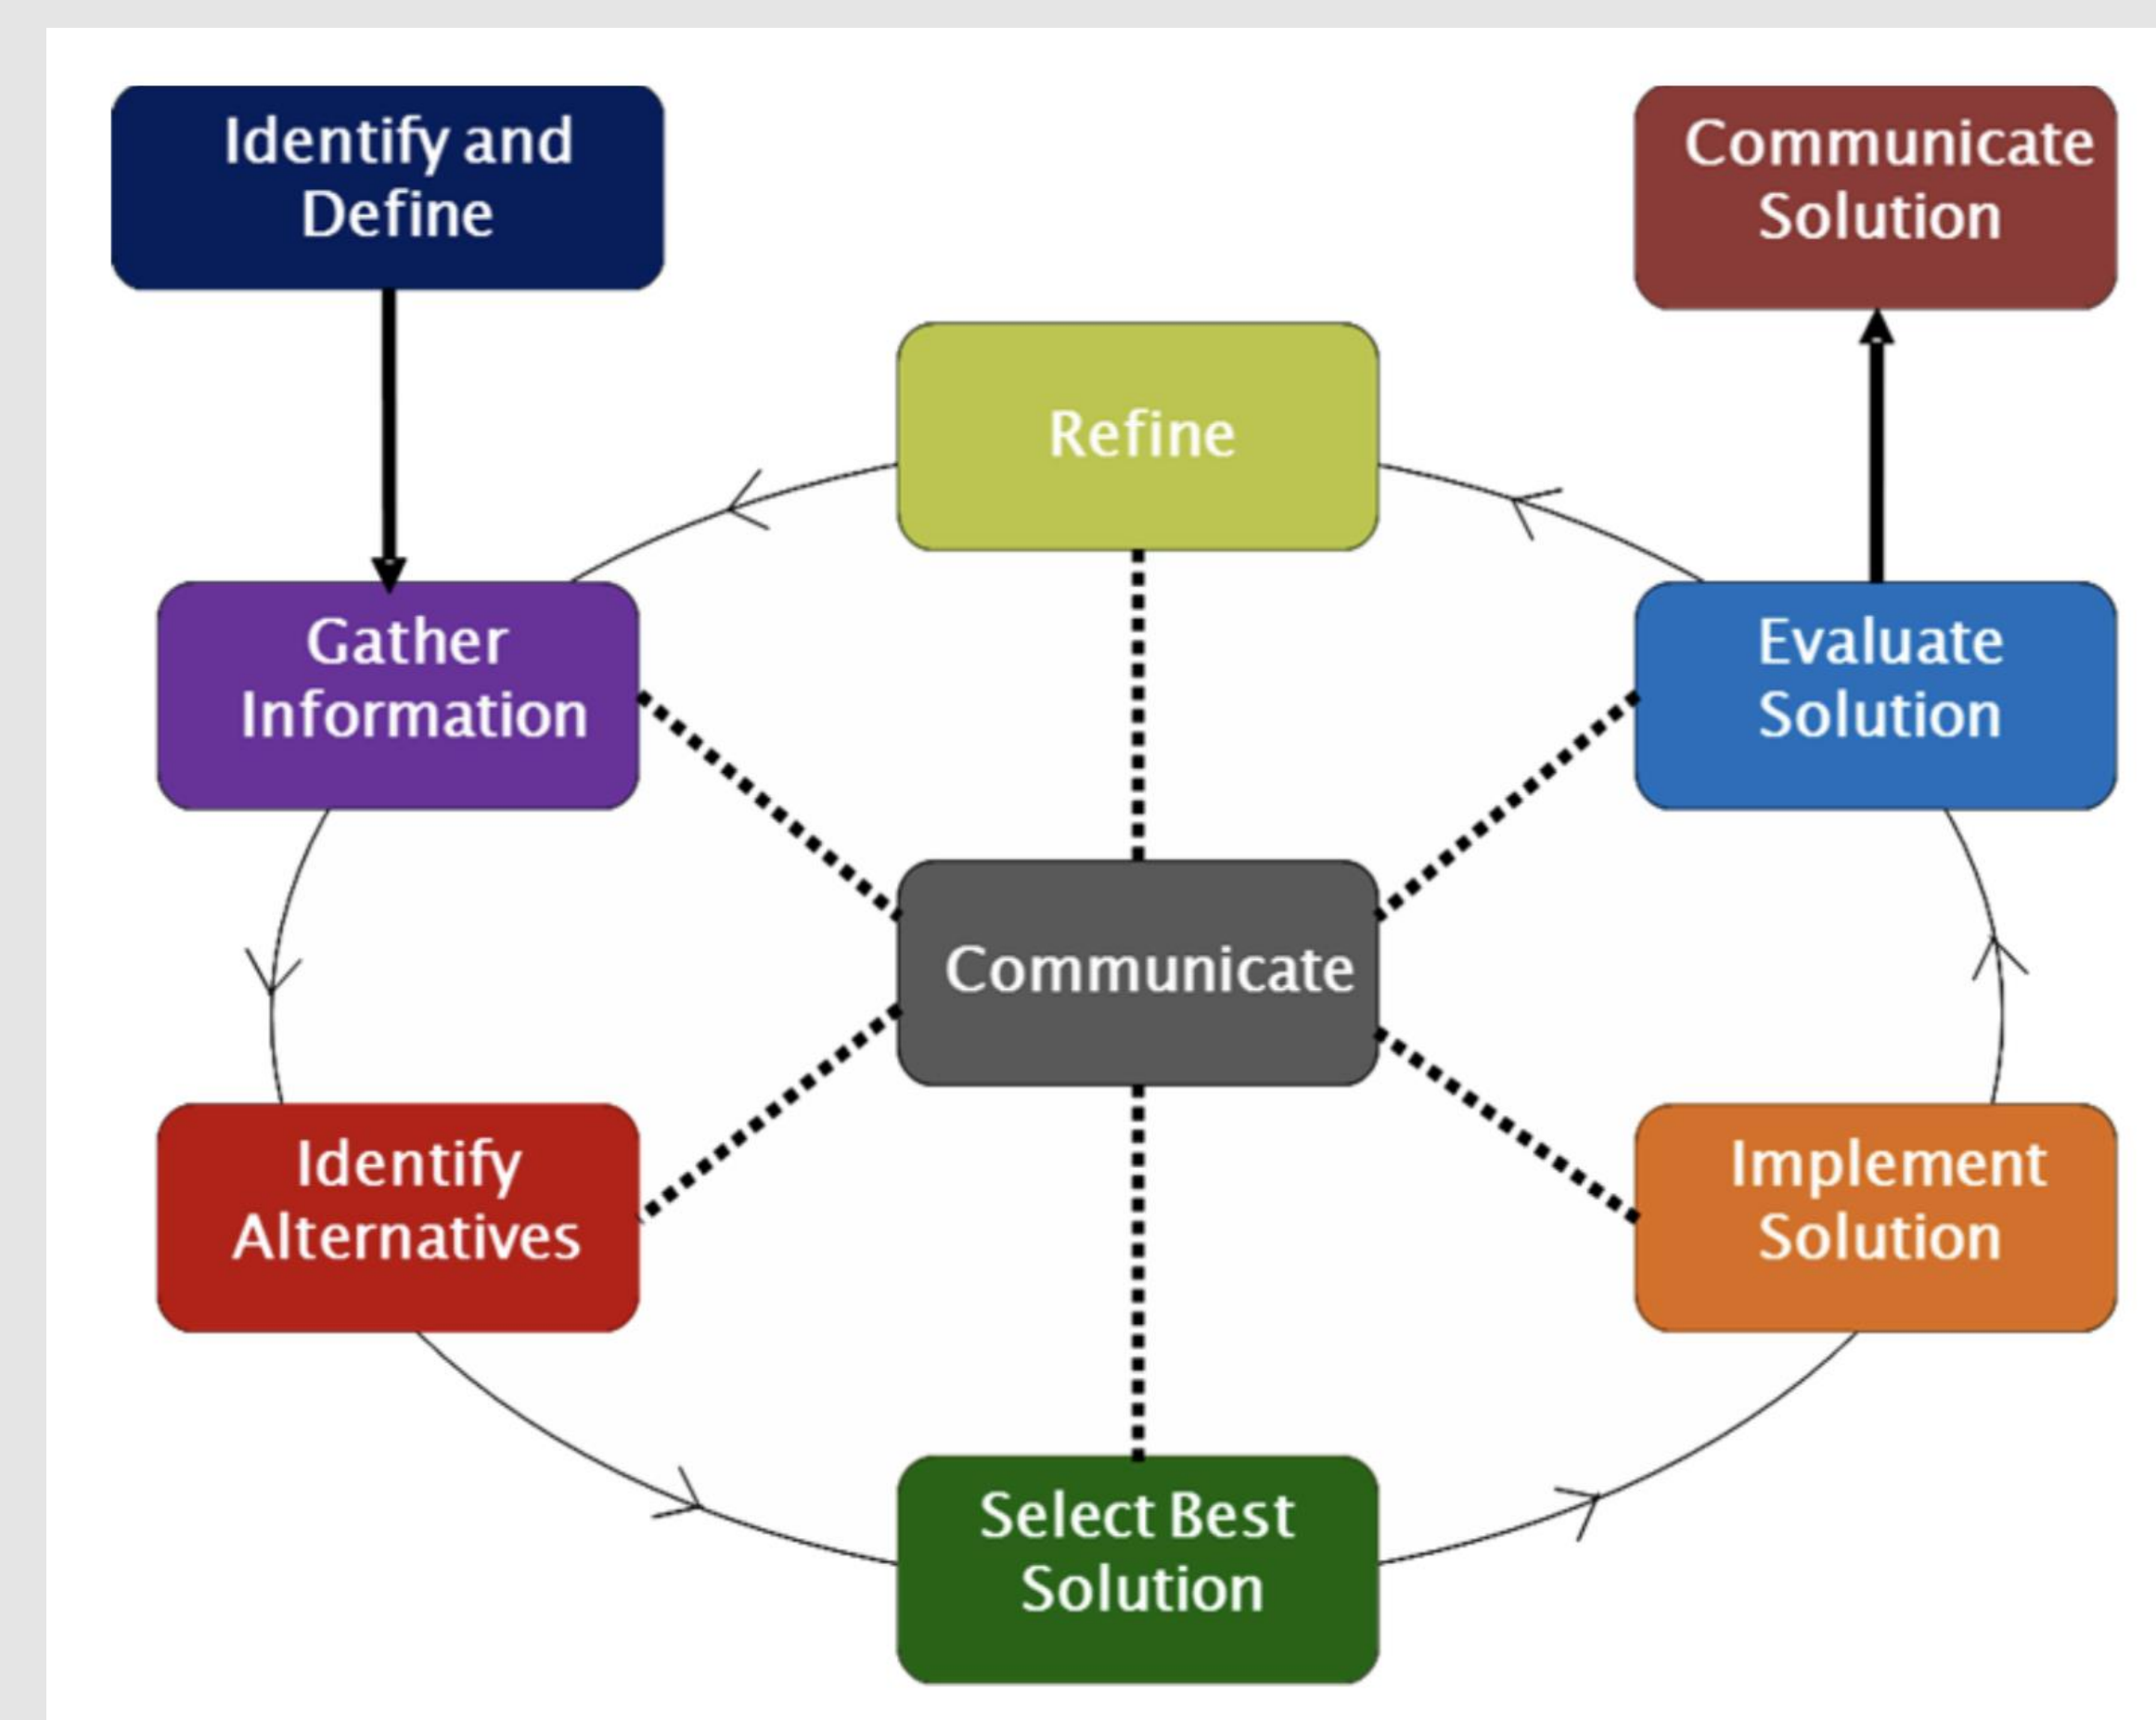 Identify and
Define
Communicate
Solution
Refine
Gather
Information
Evaluate
Solution
Communicate
Identify
Alternatives
Implement
Solution
Select Best
Solution